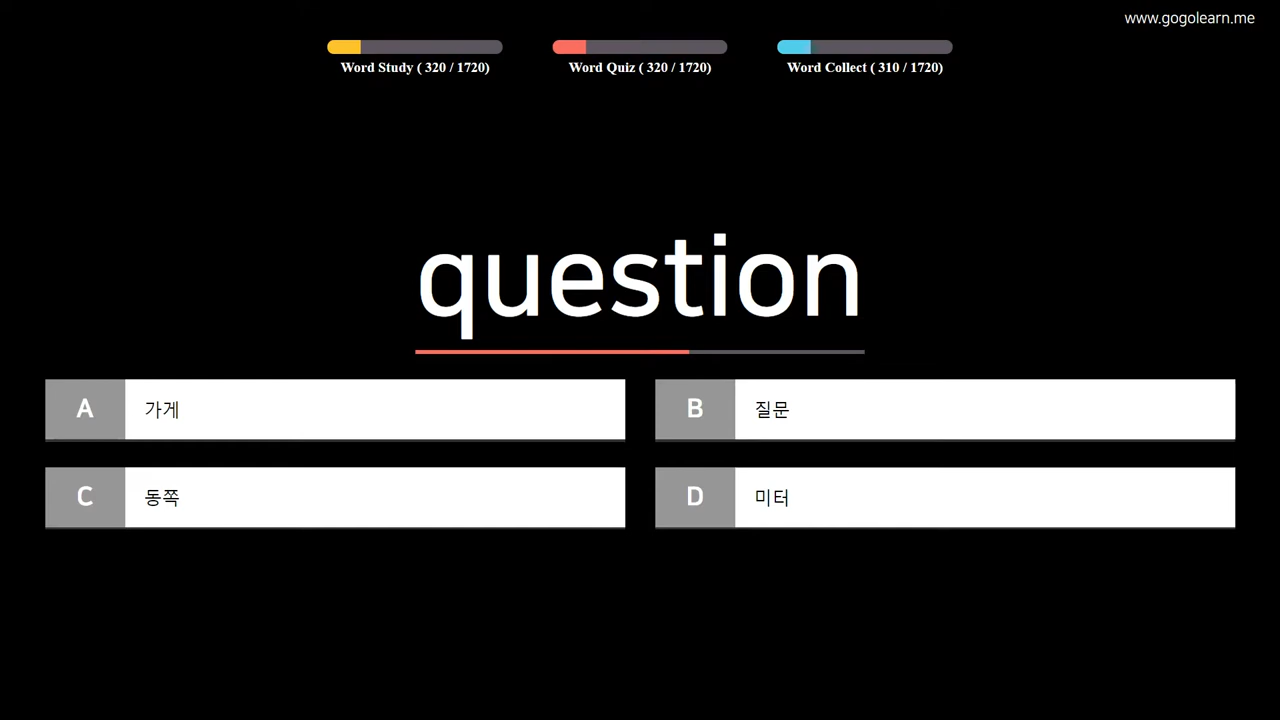 www.gogolearn.me
Word Study ( 320 / 1720)
Word Quiz ( 320 / 1720)
Word Collect ( 310 / 1720)
question
A 가게
B 질문
C 동쪽
D 미터